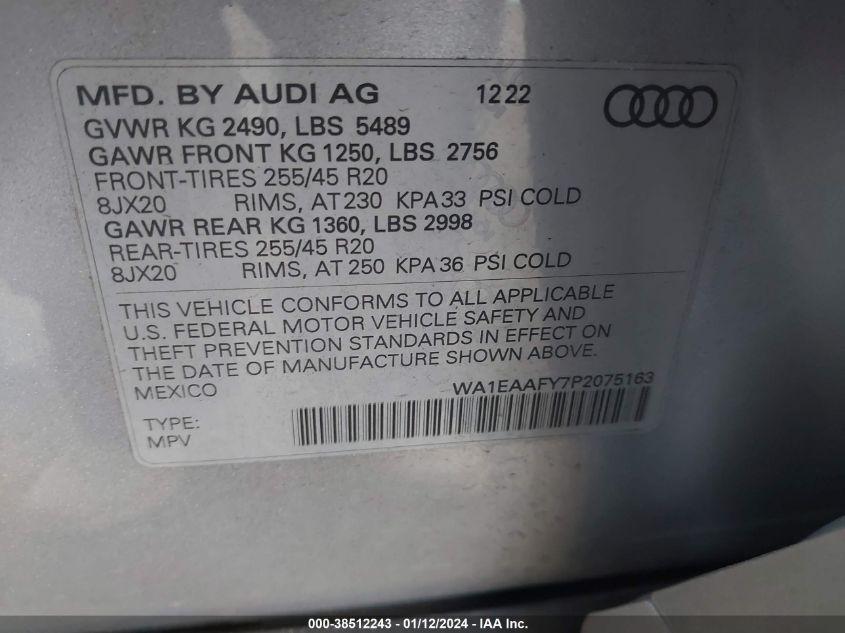 MFD. BY AUDI AG 12 22
GVWR KG 2490, LBS 5489
GAWR FRONT KG 1250, LBS 2756
FRONT-TIRES 255/45 R20
8JX20 RIMS, AT 230 KPA 33 PSI COLD
GAWR REAR KG 1360, LBS 2998
REAR-TIRES 255/45 R20
8JX20 RIMS, AT 250 KPA 36 PSI COLD
THIS VEHICLE CONFORMS TO ALL APPLICABLE
U.S. FEDERAL MOTOR VEHICLE SAFETY AND
THEFT PREVENTION STANDARDS IN EFFECT ON
THE DATE OF MANUFACTURE SHOWN ABOVE.
MEXICO WA1EAAFY7P2075163
TYPE:
MPV
000-38512243 - 01/12/2024 - IAA Inc.